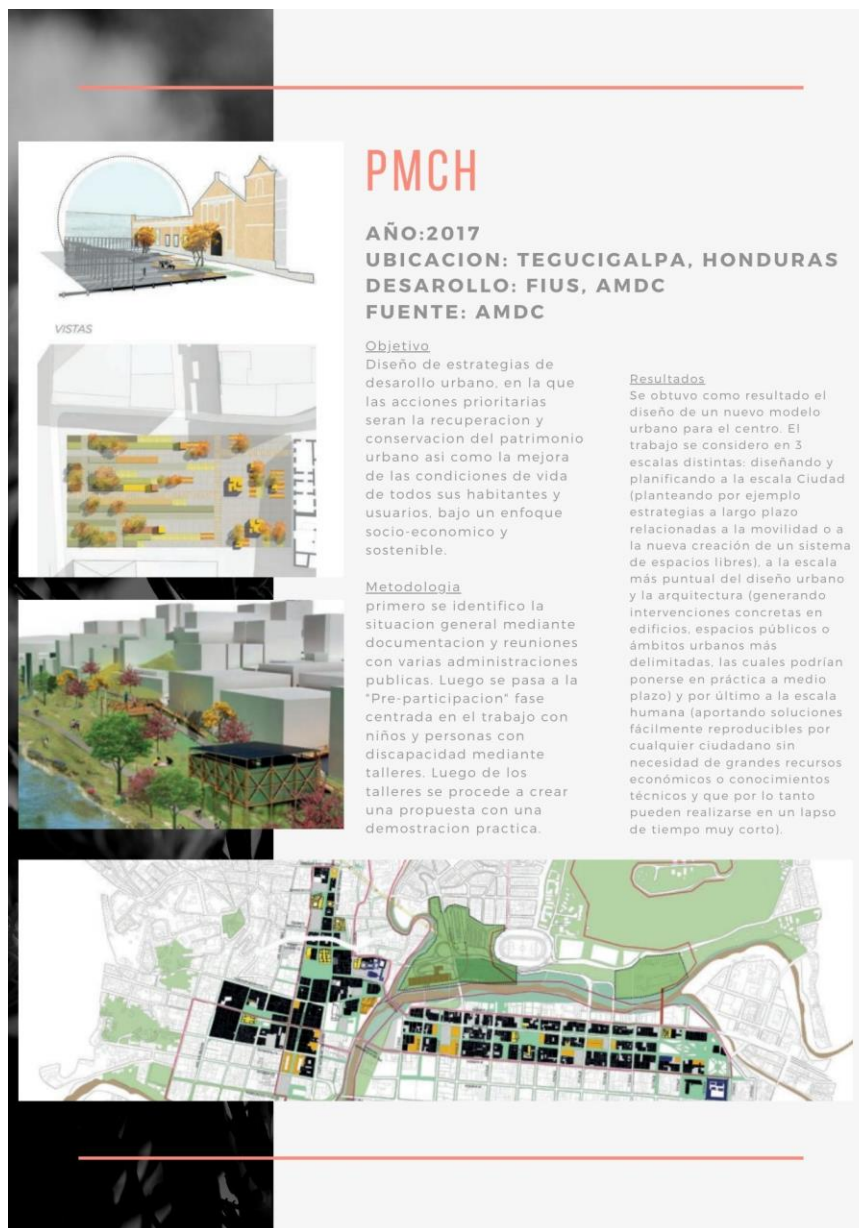 PMCH
AÑO:2017
UBICACION: TEGUCIGALPA, HONDURAS
DESAROLLO: FIUS, AMDC
FUENTE: AMDC
VISTAS
Objetivo
Diseño de estrategias de
desarollo urbano, en la que
las acciones prioritarias
seran la recuperacion y
conservacion del patrimonio
urbano asi como la mejora
de las condiciones de vida
de todos sus habitantes y
usuarios, bajo un enfoque
socio-economico y
sostenible.
Metodologia
primero se identifico la
situacion general mediante
documentacion y reuniones
con varias administraciones
publicas. Luego se pasa a la
"Pre-participacion" fase
centrada en el trabajo con
niños y personas con
discapacidad mediante
talleres. Luego de los
talleres se procede a crear
una propuesta con una
demostracion practica.
Resultados
Se obtuvo como resultado el
diseño de un nuevo modelo
urbano para el centro. El
trabajo se considero en 3
escalas distintas: diseñando y
planificando a la escala Ciudad
(planteando por ejemplo
estrategias a largo plazo
relacionadas a la movilidad o a
la nueva creación de un sistema
de espacios libres), a la escala
más puntual del diseño urbano
y la arquitectura (generando
intervenciones concretas en
edificios, espacios públicos o
ámbitos urbanos más
delimitadas, las cuales podrían
ponerse en práctica a medio
plazo) y por último a la escala
humana (aportando soluciones
fácilmente reproducibles por
cualquier ciudadano sin
necesidad de grandes recursos
económicos o conocimientos
técnicos y que por lo tanto
pueden realizarse en un lapso
de tiempo muy corto).